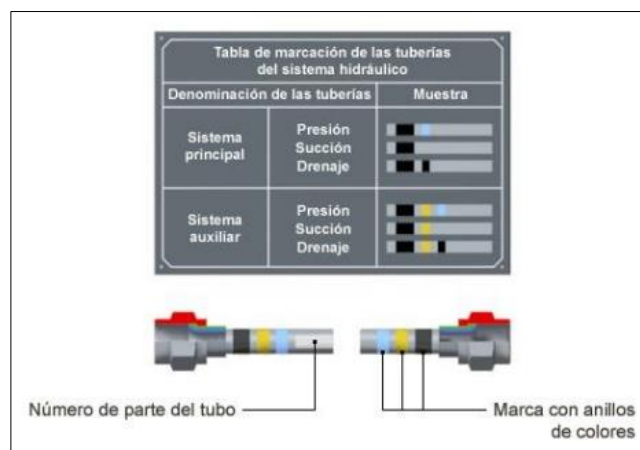 Tabla de marcación de las tuberías
del sistema hidráulico
Denominación de las tuberías
Muestra
Sistema
principal
Presión
Succión
Drenaje
Sistema
auxiliar
Presión
Succión
Drenaje
Número de parte del tubo
Marca con anillos
de colores